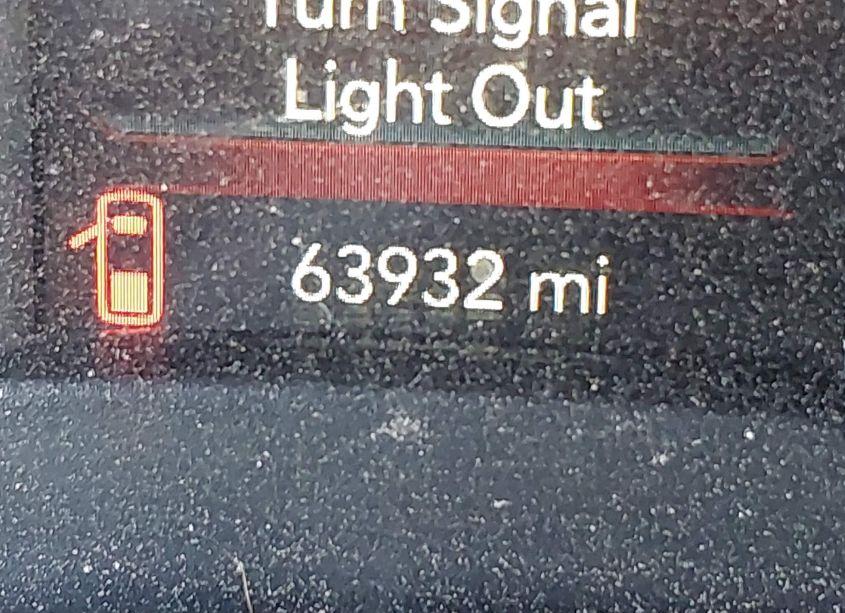 Turn Signal
Light Out
63932 mi